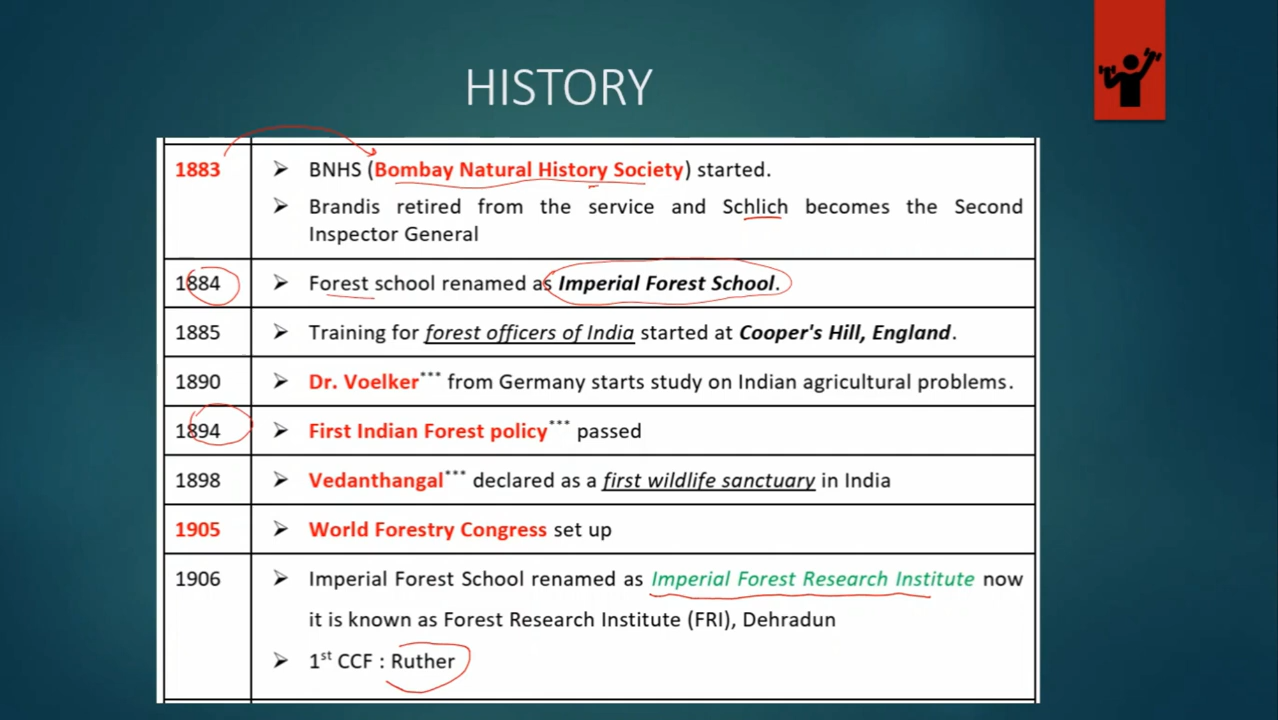 HISTORY
1883 ➢ BNHS (Bombay Natural History Society) started.
➢ Brandis retired from the service and Schlich becomes the Second
Inspector General
1884 ➢ Forest school renamed as Imperial Forest School.
1885 ➢ Training for forest officers of India started at Cooper's Hill, England.
1890 ➢ Dr. Voelker*** from Germany starts study on Indian agricultural problems.
1894 ➢ First Indian Forest policy*** passed
1898 ➢ Vedanthangal*** declared as a first wildlife sanctuary in India
1905 ➢ World Forestry Congress set up
1906 ➢ Imperial Forest School renamed as Imperial Forest Research Institute now
it is known as Forest Research Institute (FRI), Dehradun
➢ 1st CCF : Ruther